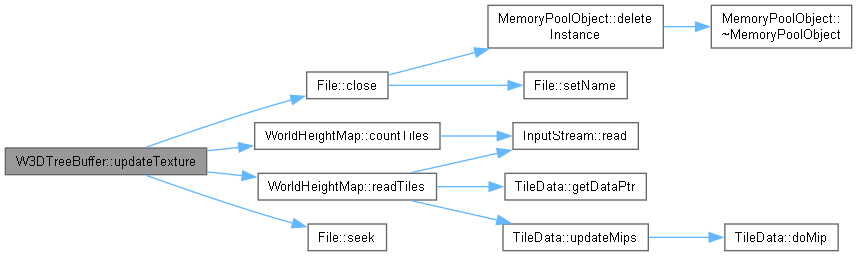 MemoryPoolObject::delete
Instance
MemoryPoolObject::
~MemoryPoolObject
File::close
File::setName
WorldHeightMap::countTiles
InputStream::read
W3DTreeBuffer::updateTexture
WorldHeightMap::readTiles
TileData::getDataPtr
File::seek
TileData::updateMips
TileData::doMip